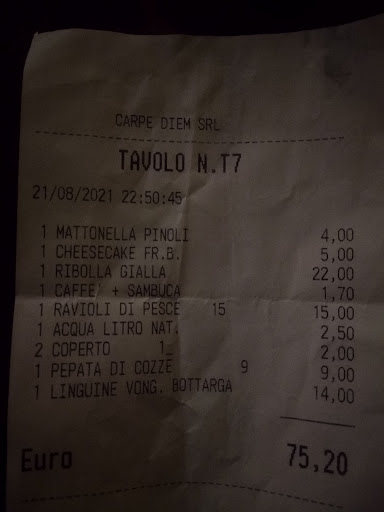 CARPE DIEM SRL
TAVOLO N.T7
21/08/2021 22:50:45
1 MATTONELLA PINOLI 4,00
1 CHEESECAKE FR.B. 5,00
1 RIBOLLA GIALLA 22,00
1 CAFFE' + SAMBUCA 1,70
1 RAVIOLI DI PESCE 15 15,00
1 ACQUA LITRO NAT. 2,50
2 COPERTO 1 2,00
1 PEPATA DI COZZE 9 9,00
1 LINGUINE VONG. BOTTARGA 14,00
Euro 75,20